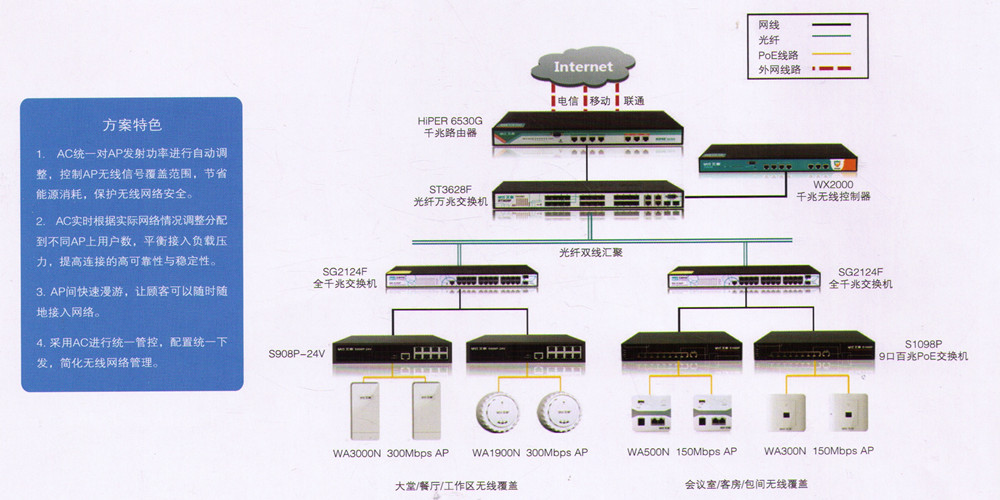 网线
光纤
PoE线路
外网线路
Internet
电信 移动 联通
HiPER 6530G
千兆路由器
WX2000
千兆无线控制器
ST3628F
光纤万兆交换机
光纤双线汇聚
SG2124F
全千兆交换机
SG2124F
全千兆交换机
S908P-24V
S1098P
9口百兆PoE交换机
WA3000N 300Mbps AP
WA1900N 300Mbps AP
WA500N 150Mbps AP
WA300N 150Mbps AP
大堂/餐厅/工作区无线覆盖
会议室/客房/包间无线覆盖
方案特色
1. AC统一对AP发射功率进行自动调
整，控制AP无线信号覆盖范围，节省
能源消耗，保护无线网络安全。
2. AC实时根据实际网络情况调整分配
到不同AP上用户数，平衡接入负载压
力，提高连接的高可靠性与稳定性。
3. AP间快速漫游，让顾客可以随时随
地接入网络。
4. 采用AC进行统一管控，配置统一下
发，简化无线网络管理。